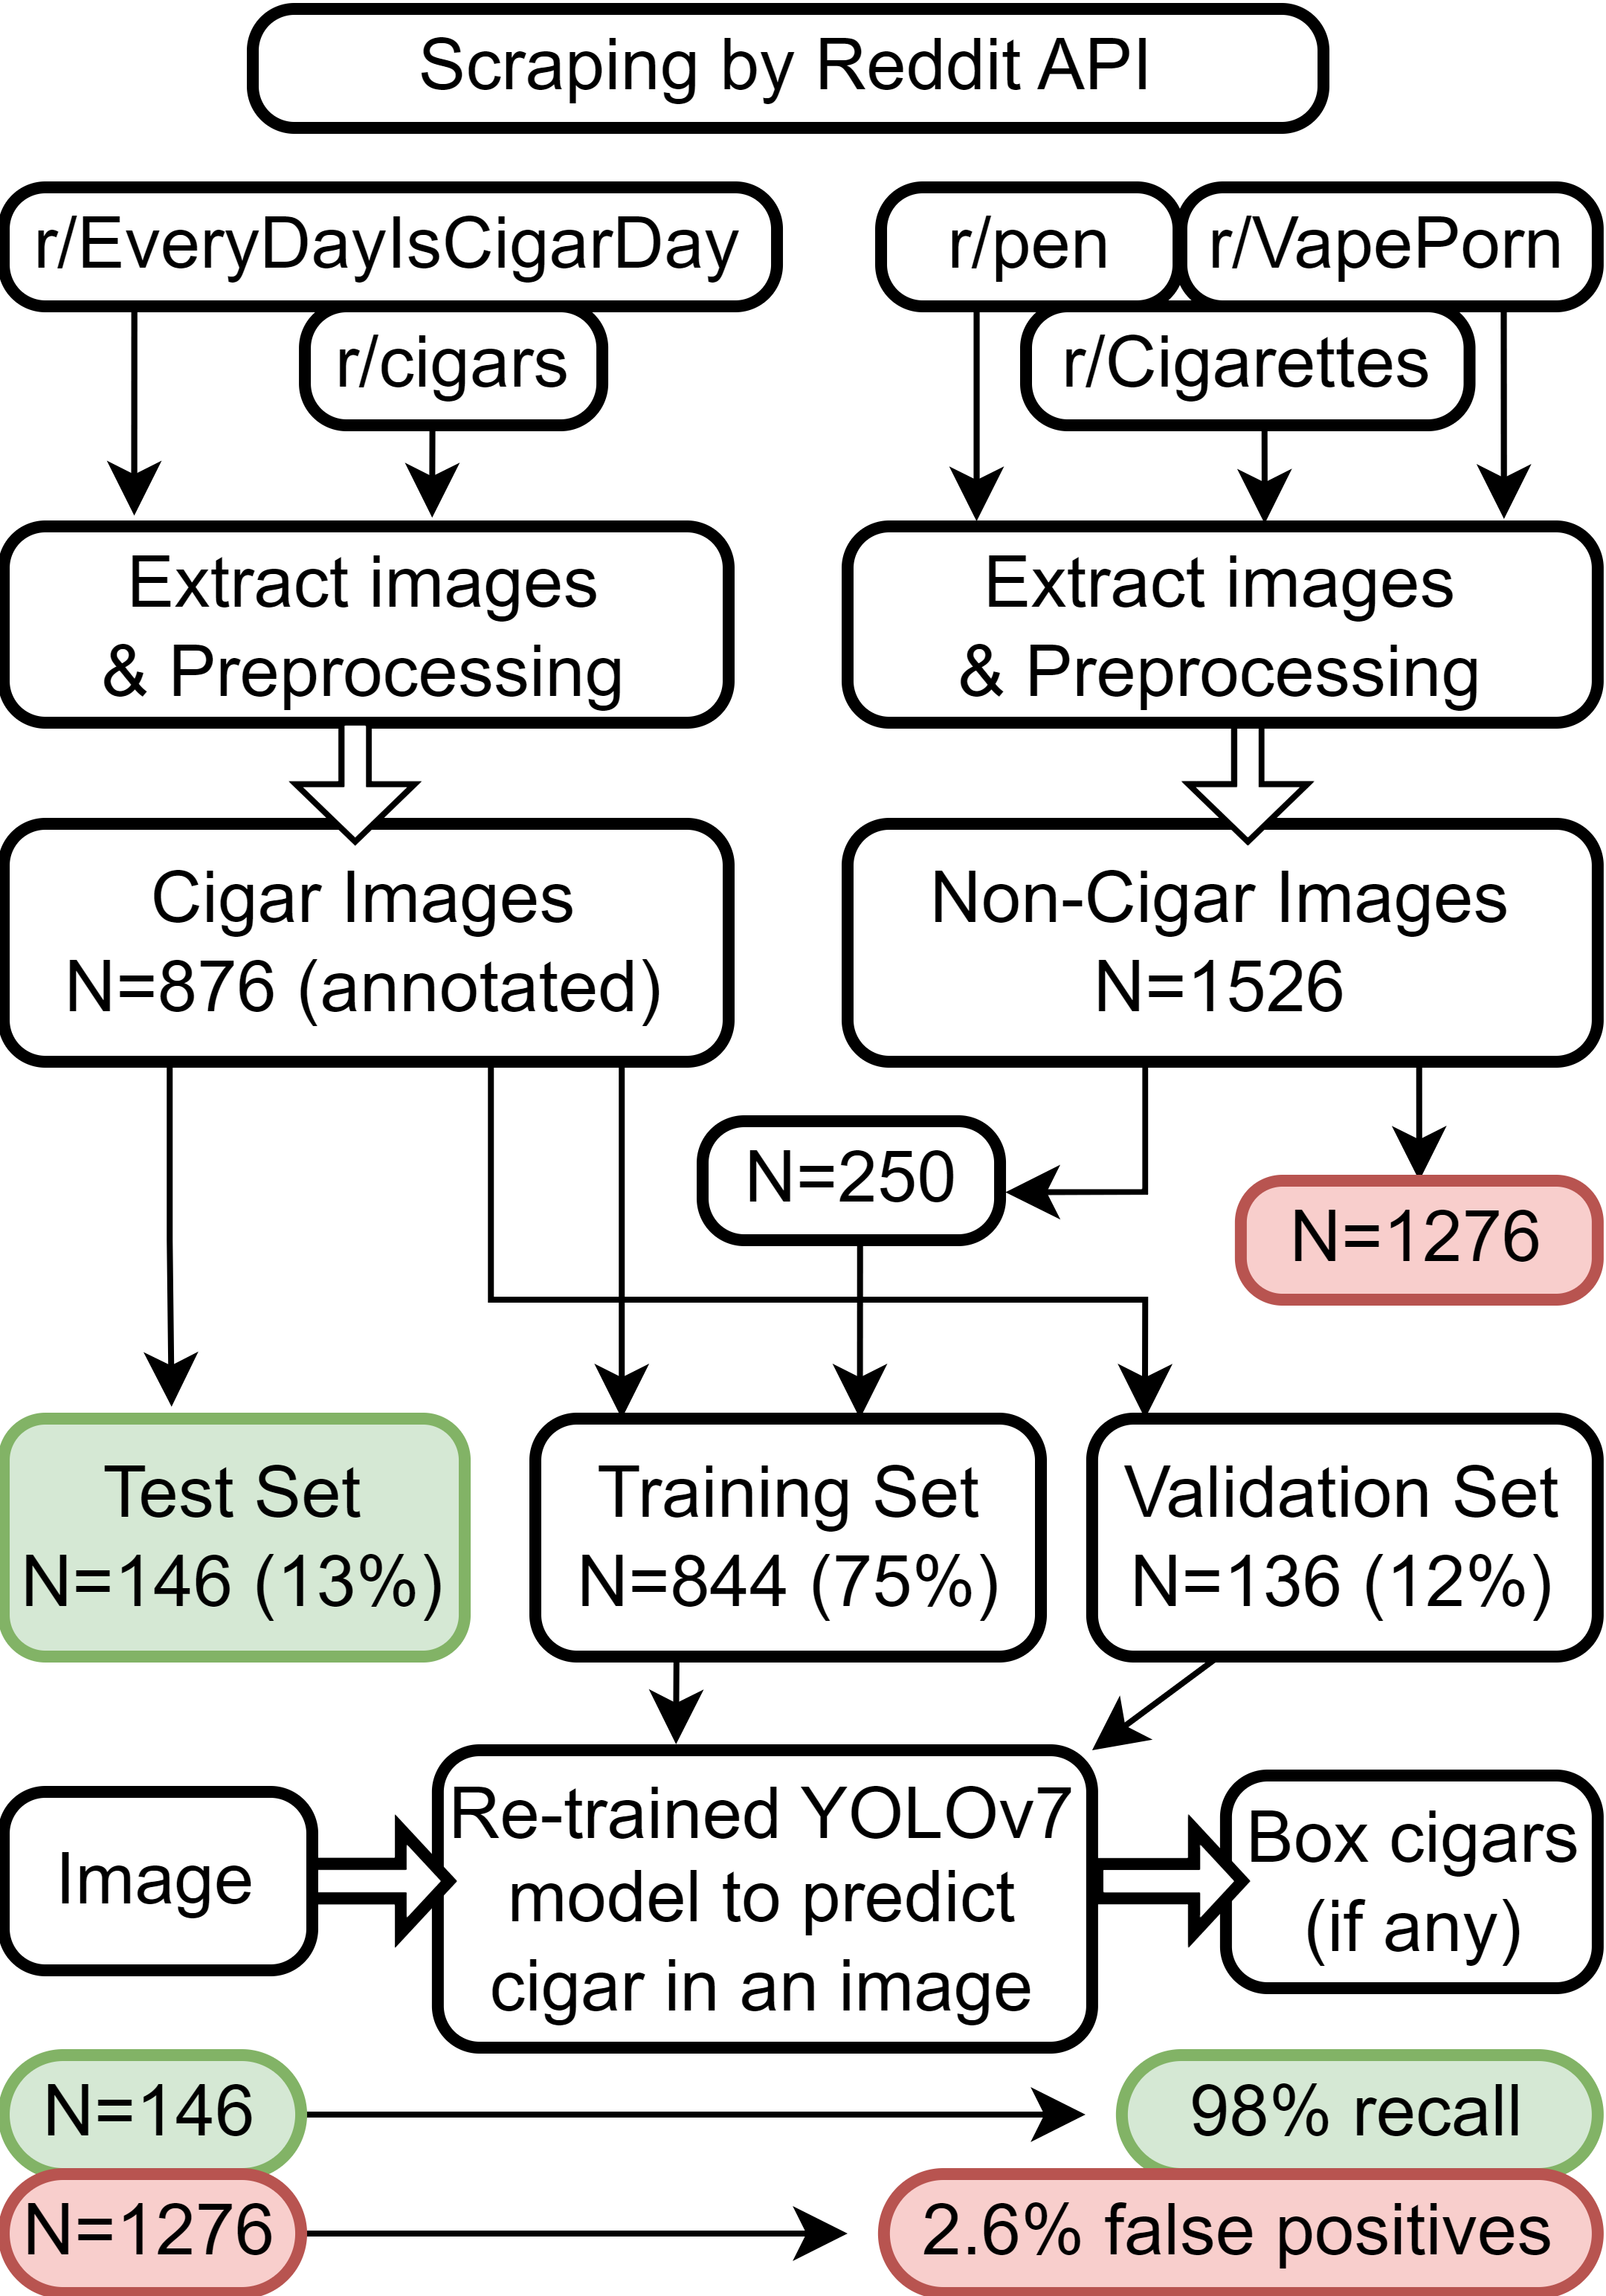 Scraping by Reddit API
r/EveryDayIsCigarDay
r/cigars
r/pen
r/VapePorn
r/Cigarettes
Extract images
& Preprocessing
Extract images
& Preprocessing
Cigar Images
N=876 (annotated)
Non-Cigar Images
N=1526
N=250
N=1276
Test Set
N=146 (13%)
Training Set
N=844 (75%)
Validation Set
N=136 (12%)
Image
Re-trained YOLOv7
model to predict
cigar in an image
Box cigars
(if any)
N=146
98% recall
N=1276
2.6% false positives